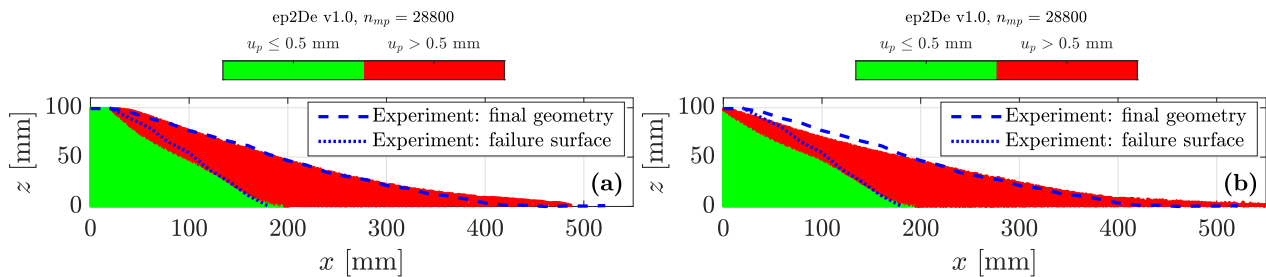 ep2De v1.0, n_mp = 28800
u_p ≤ 0.5 mm u_p > 0.5 mm
100
50
0
z [mm]
Experiment: final geometry
Experiment: failure surface
(a)
0 100 200 300 400 500
x [mm]
ep2De v1.0, n_mp = 28800
u_p ≤ 0.5 mm u_p > 0.5 mm
100
50
0
z [mm]
Experiment: final geometry
Experiment: failure surface
(b)
0 100 200 300 400 500
x [mm]